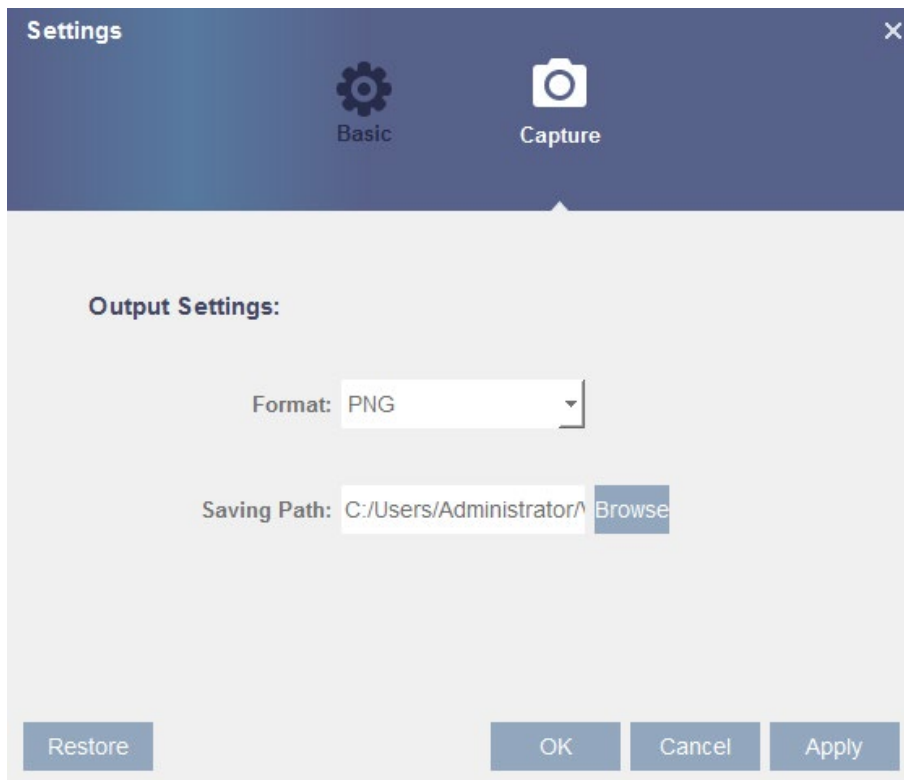 Settings
Basic
Capture
Output Settings:
Format: PNG
Saving Path: C:/Users/Administrator/ Browse
Restore OK Cancel Apply